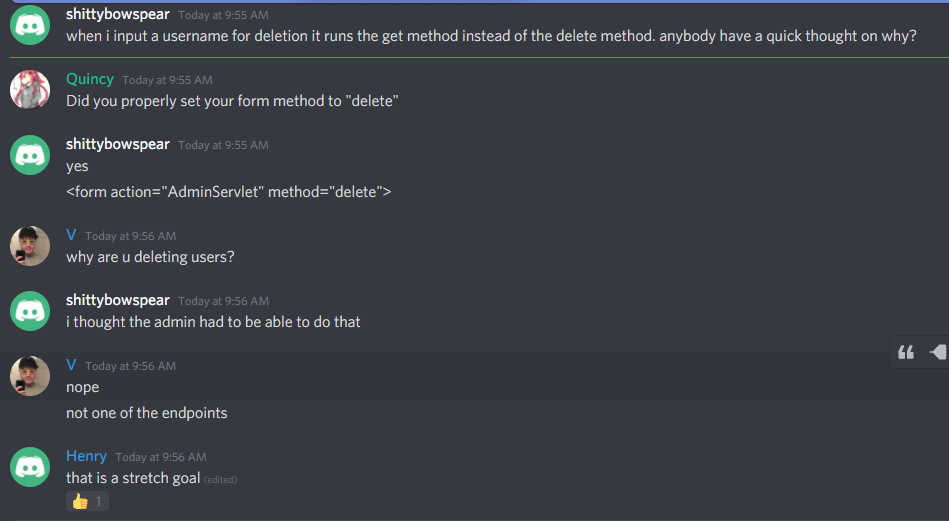 shittybowspear Today at 9:55 AM
when i input a username for deletion it runs the get method instead of the delete method. anybody have a quick thought on why?
Quincy Today at 9:55 AM
Did you properly set your form method to "delete"
shittybowspear Today at 9:55 AM
yes
<form action="AdminServlet" method="delete">
V Today at 9:56 AM
why are u deleting users?
shittybowspear Today at 9:56 AM
i thought the admin had to be able to do that
V Today at 9:56 AM
nope
not one of the endpoints
Henry Today at 9:56 AM
that is a stretch goal (edited)
👍 1